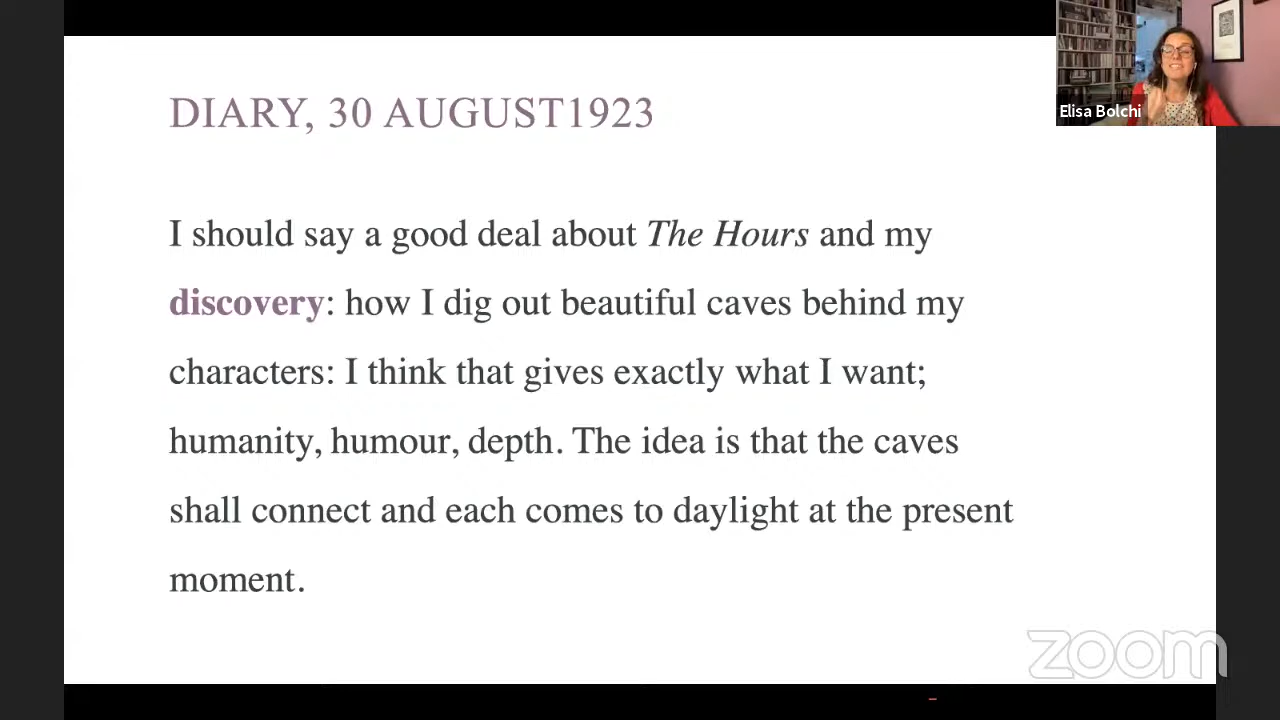 DIARY, 30 AUGUST1923
Elisa Bolchi
I should say a good deal about The Hours and my
discovery: how I dig out beautiful caves behind my
characters: I think that gives exactly what I want;
humanity, humour, depth. The idea is that the caves
shall connect and each comes to daylight at the present
moment.
zoom